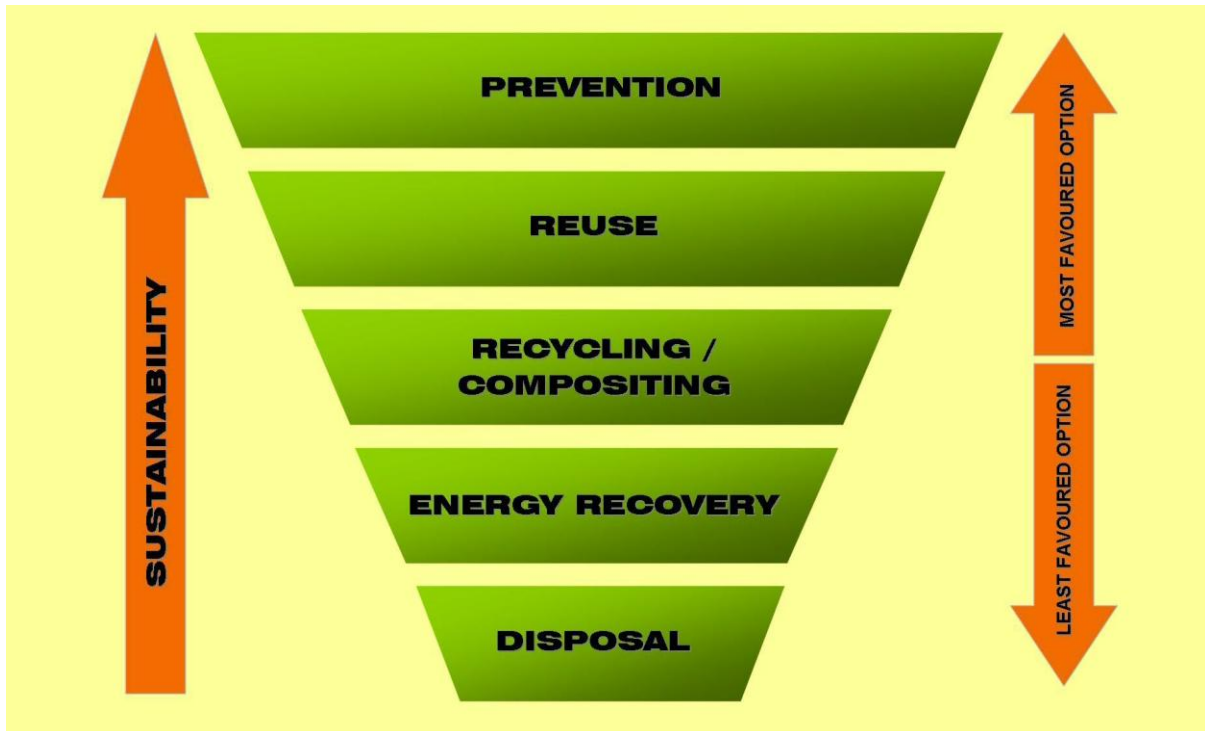 PREVENTION
REUSE
RECYCLING /
COMPOSITING
ENERGY RECOVERY
DISPOSAL
SUSTAINABILITY
MOST FAVOURED OPTION
LEAST FAVOURED OPTION